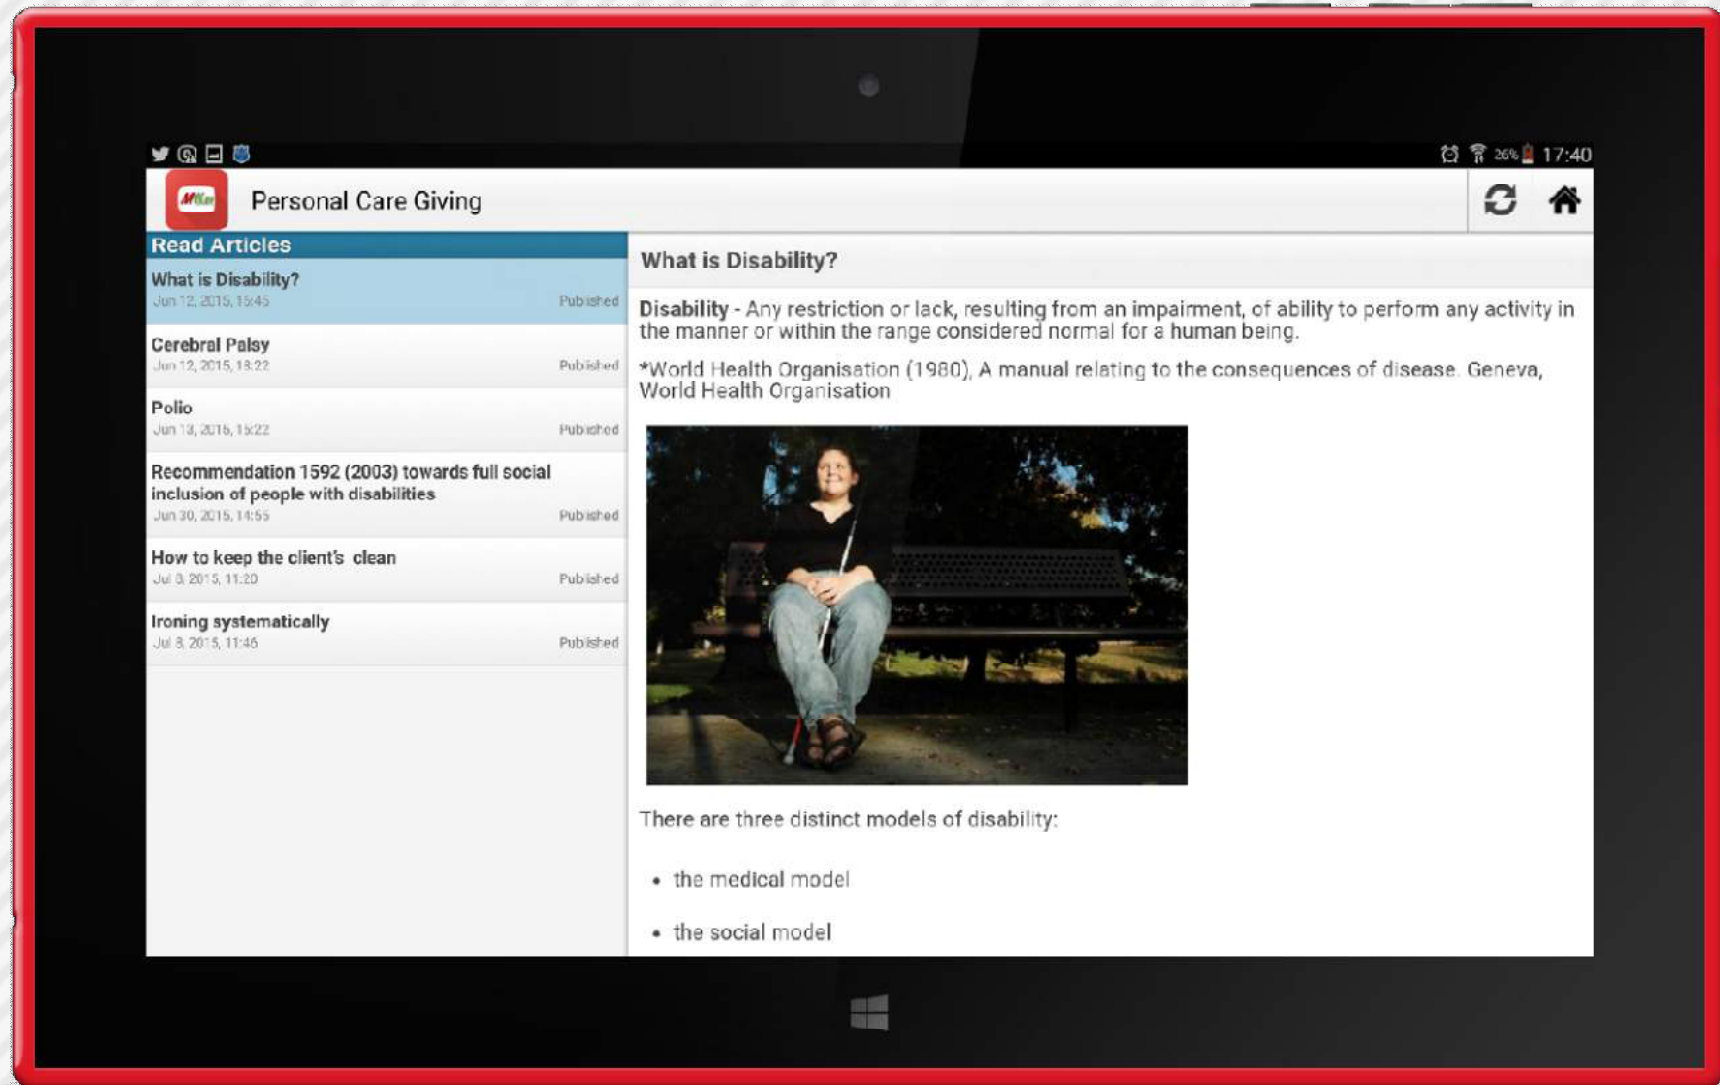 26% 17:40
Personal Care Giving
Read Articles
What is Disability?
Jun 12, 2015, 15:45 Published
Cerebral Palsy
Jun 12, 2015, 18:22 Published
Polio
Jun 13, 2015, 15:22 Published
Recommendation 1592 (2003) towards full social
inclusion of people with disabilities
Jun 30, 2015, 14:55 Published
How to keep the client's clean
Jul 2015, 11:20 Published
Ironing systematically
Jul 8, 2015, 11:46 Published
What is Disability?
Disability - Any restriction or lack, resulting from an impairment, of ability to perform any activity in
the manner or within the range considered normal for a human being.
*World Health Organisation (1980), A manual relating to the consequences of disease. Geneva,
World Health Organisation
There are three distinct models of disability:
• the medical model
• the social model